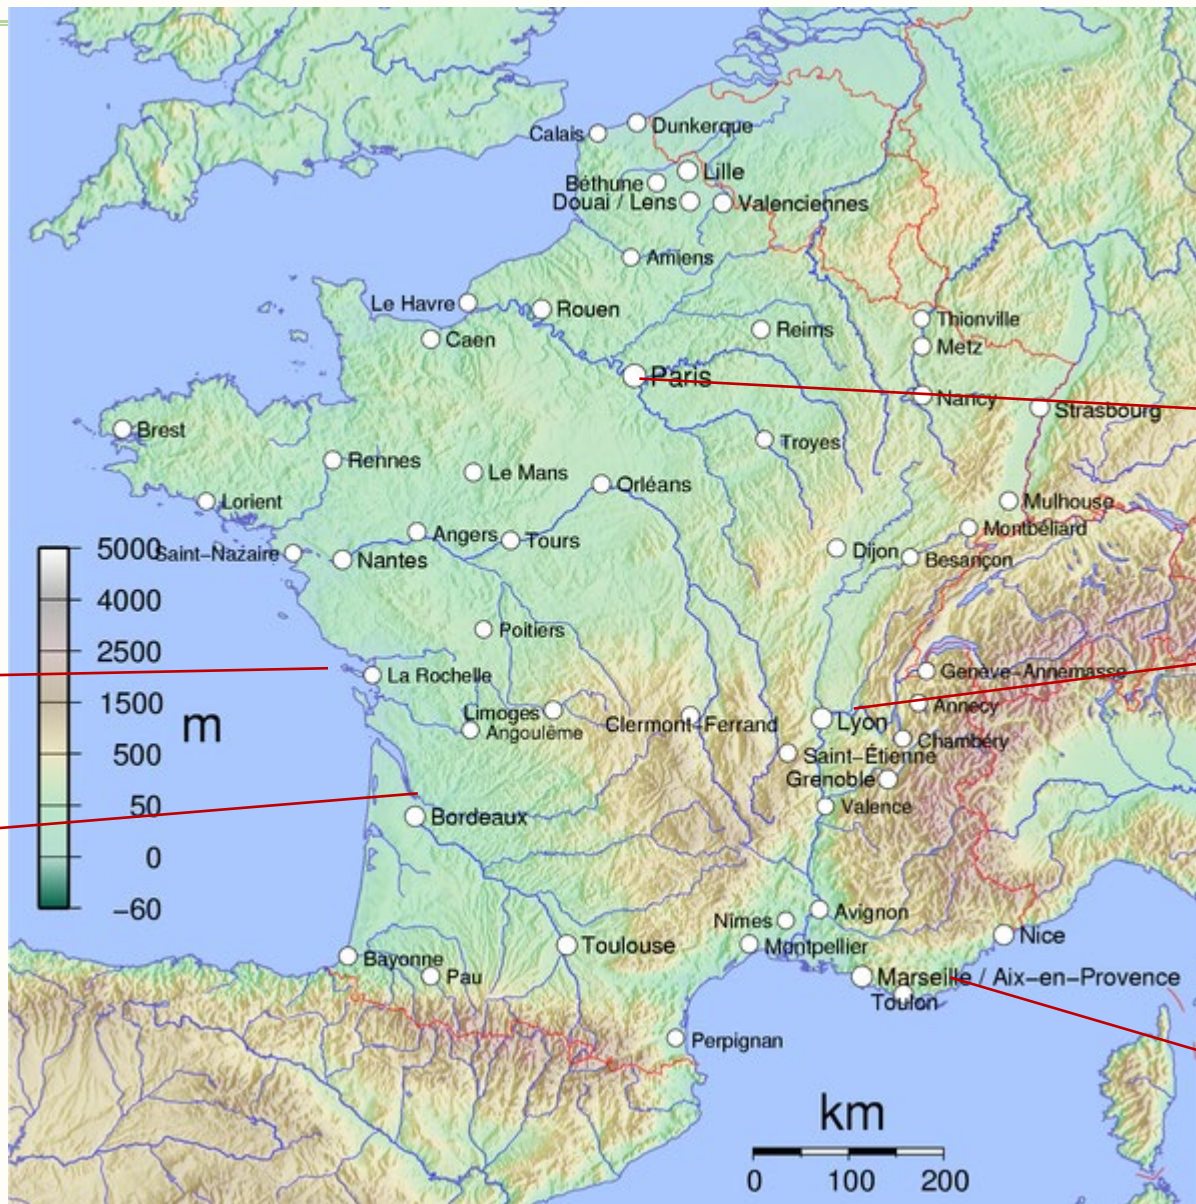 Calais
Dunkerque
Lille
Béthune
Douai / Lens
Valenciennes
Amiens
Le Havre
Rouen
Caen
Reims
Thionville
Metz
Paris
Nancy
Strasbourg
Brest
Rennes
Le Mans
Troyes
Orléans
Lorient
Mulhouse
Montbéliard
Angers
Tours
Saint-Nazaire
Nantes
Dijon
Besançon
5000
4000
2500
1500
500
50
0
-60
m
Poitiers
La Rochelle
Genève-Annemasse
Limoges
Angoulême
Clermont-Ferrand
Lyon
Annecy
Chambéry
Saint-Étienne
Grenoble
Valence
Bordeaux
Avignon
Nîmes
Montpellier
Nice
Toulouse
Bayonne
Pau
Marseille / Aix-en-Provence
Toulon
Perpignan
km
0 100 200